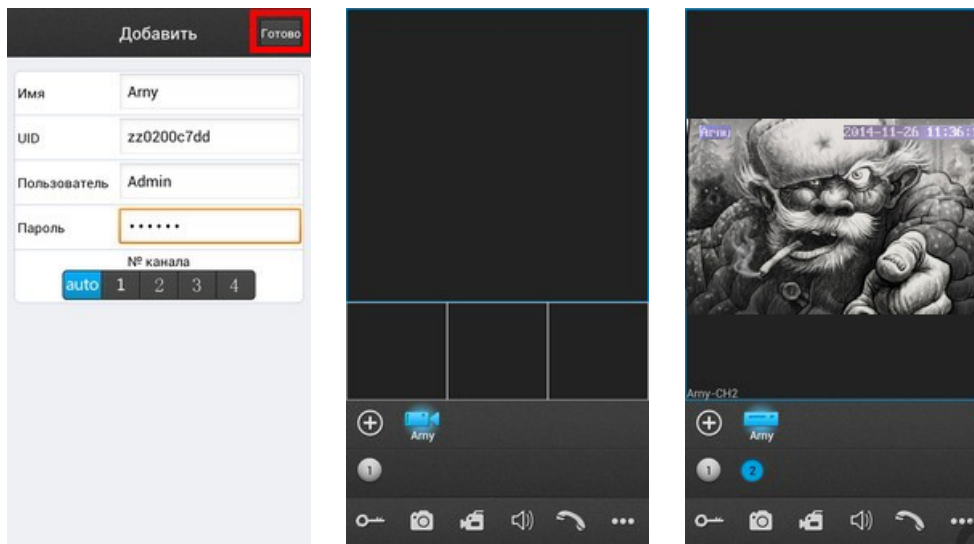 Добавить
Готово
Имя
Arny
UID
zz0200c7dd
Пользователь
Admin
Пароль
••••••
№ канала
auto 1 2 3 4
Arny
1
Arny
2014-11-26 11:36:
Arny-CH2
Arny
1 2